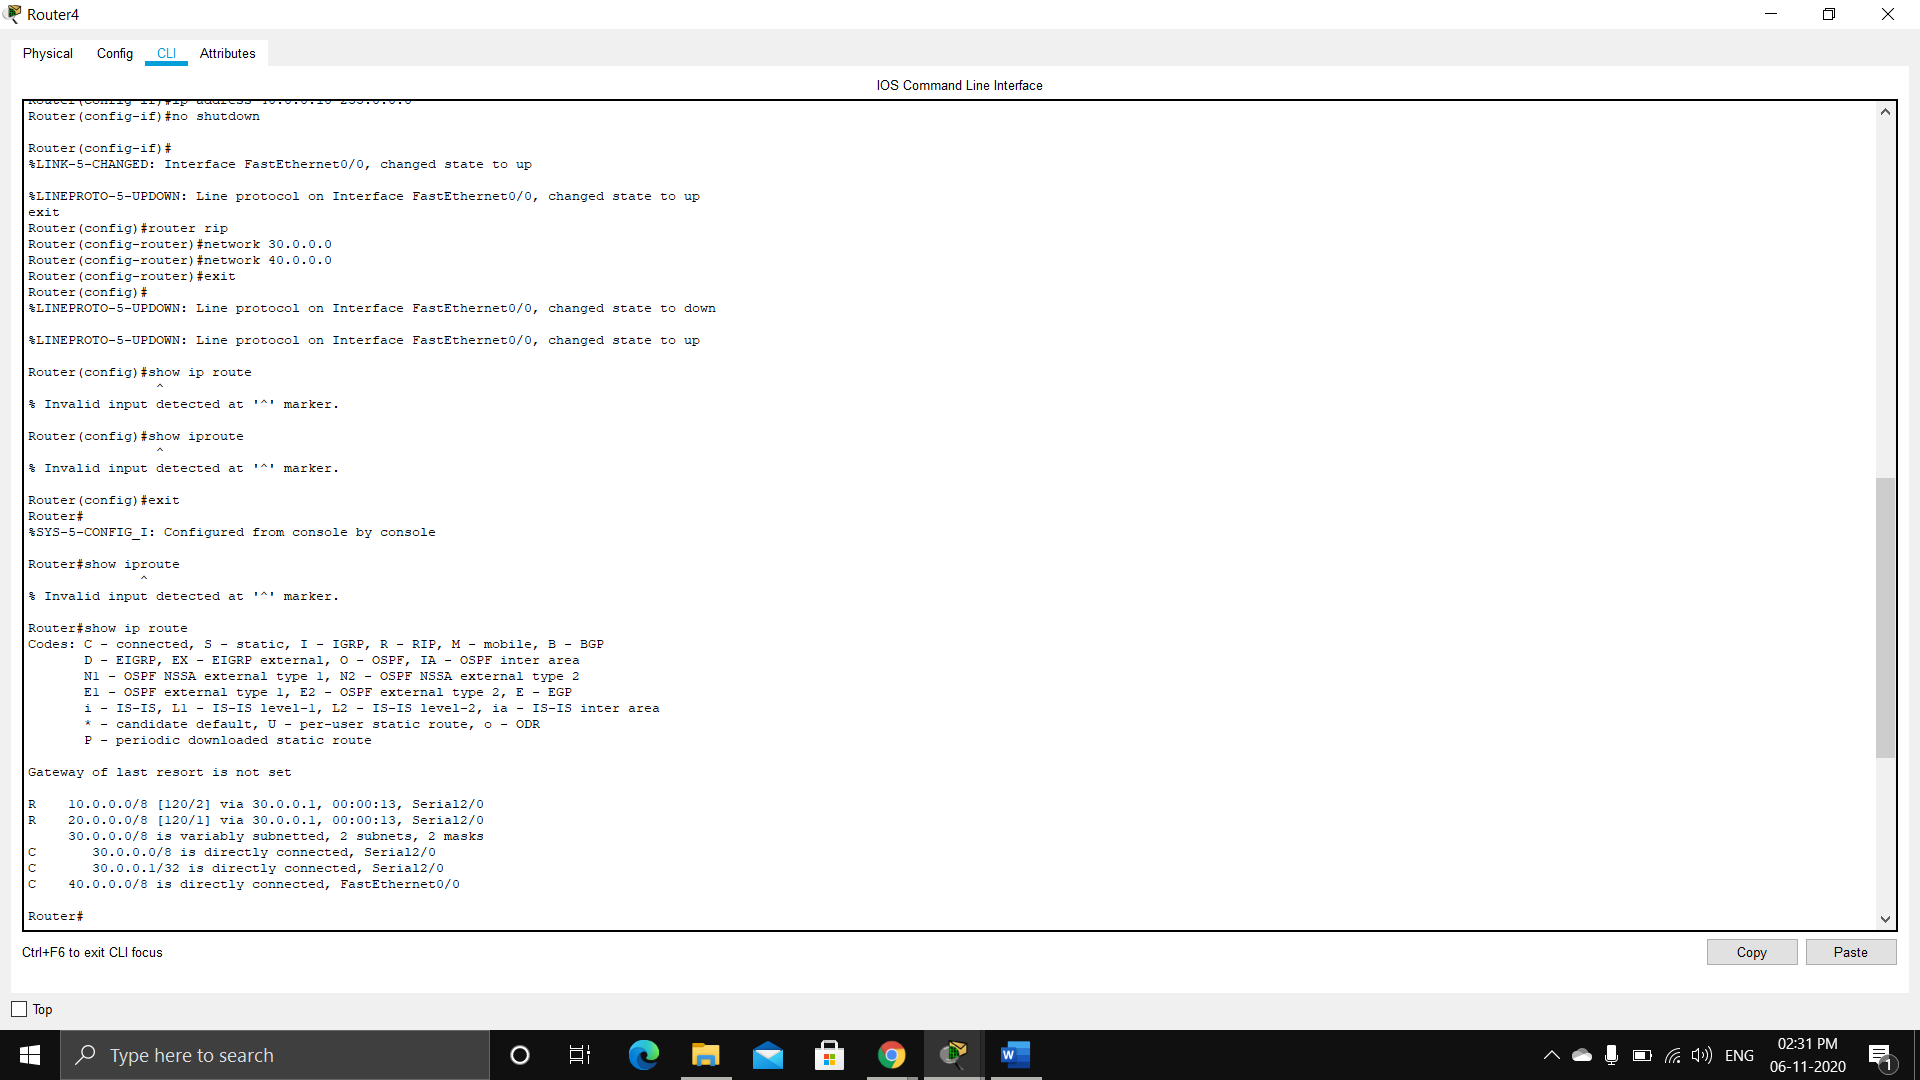 Router4
Physical Config CLI Attributes
IOS Command Line Interface
Router(config-if)#no shutdown
Router(config-if)#
%LINK-5-CHANGED: Interface FastEthernet0/0, changed state to up
%LINEPROTO-5-UPDOWN: Line protocol on Interface FastEthernet0/0, changed state to up
exit
Router(config)#router rip
Router(config-router)#network 30.0.0.0
Router(config-router)#network 40.0.0.0
Router(config-router)#exit
Router(config)#
%LINEPROTO-5-UPDOWN: Line protocol on Interface FastEthernet0/0, changed state to down
%LINEPROTO-5-UPDOWN: Line protocol on Interface FastEthernet0/0, changed state to up
Router(config)#show ip route
^
% Invalid input detected at '^' marker.
Router(config)#show iproute
^
% Invalid input detected at '^' marker.
Router(config)#exit
Router#
%SYS-5-CONFIG_I: Configured from console by console
Router#show iproute
^
% Invalid input detected at '^' marker.
Router#show ip route
Codes: C - connected, S - static, I - IGRP, R - RIP, M - mobile, B - BGP
D - EIGRP, EX - EIGRP external, O - OSPF, IA - OSPF inter area
N1 - OSPF NSSA external type 1, N2 - OSPF NSSA external type 2
E1 - OSPF external type 1, E2 - OSPF external type 2, E - EGP
i - IS-IS, L1 - IS-IS level-1, L2 - IS-IS level-2, ia - IS-IS inter area
* - candidate default, U - per-user static route, o - ODR
P - periodic downloaded static route
Gateway of last resort is not set
R 10.0.0.0/8 [120/2] via 30.0.0.1, 00:00:13, Serial2/0
R 20.0.0.0/8 [120/1] via 30.0.0.1, 00:00:13, Serial2/0
30.0.0.0/8 is variably subnetted, 2 subnets, 2 masks
C 30.0.0.0/8 is directly connected, Serial2/0
C 30.0.0.1/32 is directly connected, Serial2/0
C 40.0.0.0/8 is directly connected, FastEthernet0/0
Router#
Ctrl+F6 to exit CLI focus
Copy Paste
Top
Type here to search
W
ENG
02:31 PM
06-11-2020
1